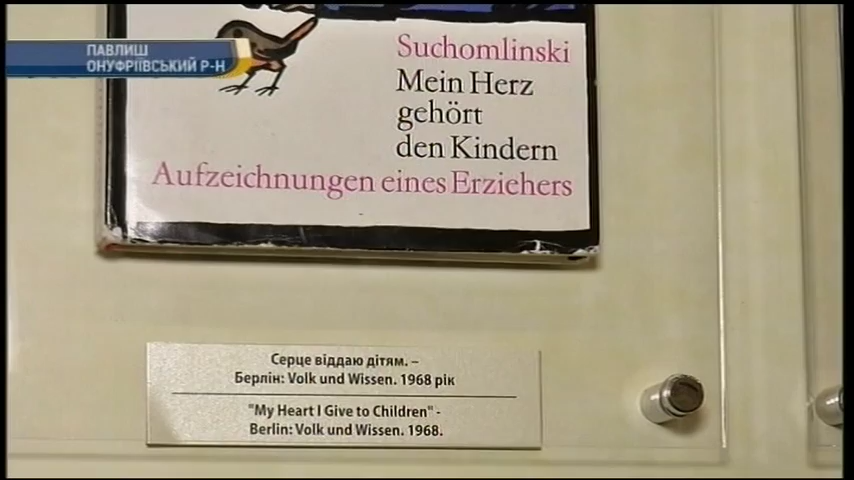 ПАВЛИШ
ОНУФРІЇВСЬКИЙ Р-Н
Suchomlinski
Mein Herz
gehört
den Kindern
Aufzeichnungen eines Erziehers
Серце віддаю дітям. –
Берлін: Volk und Wissen. 1968 рік
"My Heart I Give to Children" -
Berlin: Volk und Wissen. 1968.